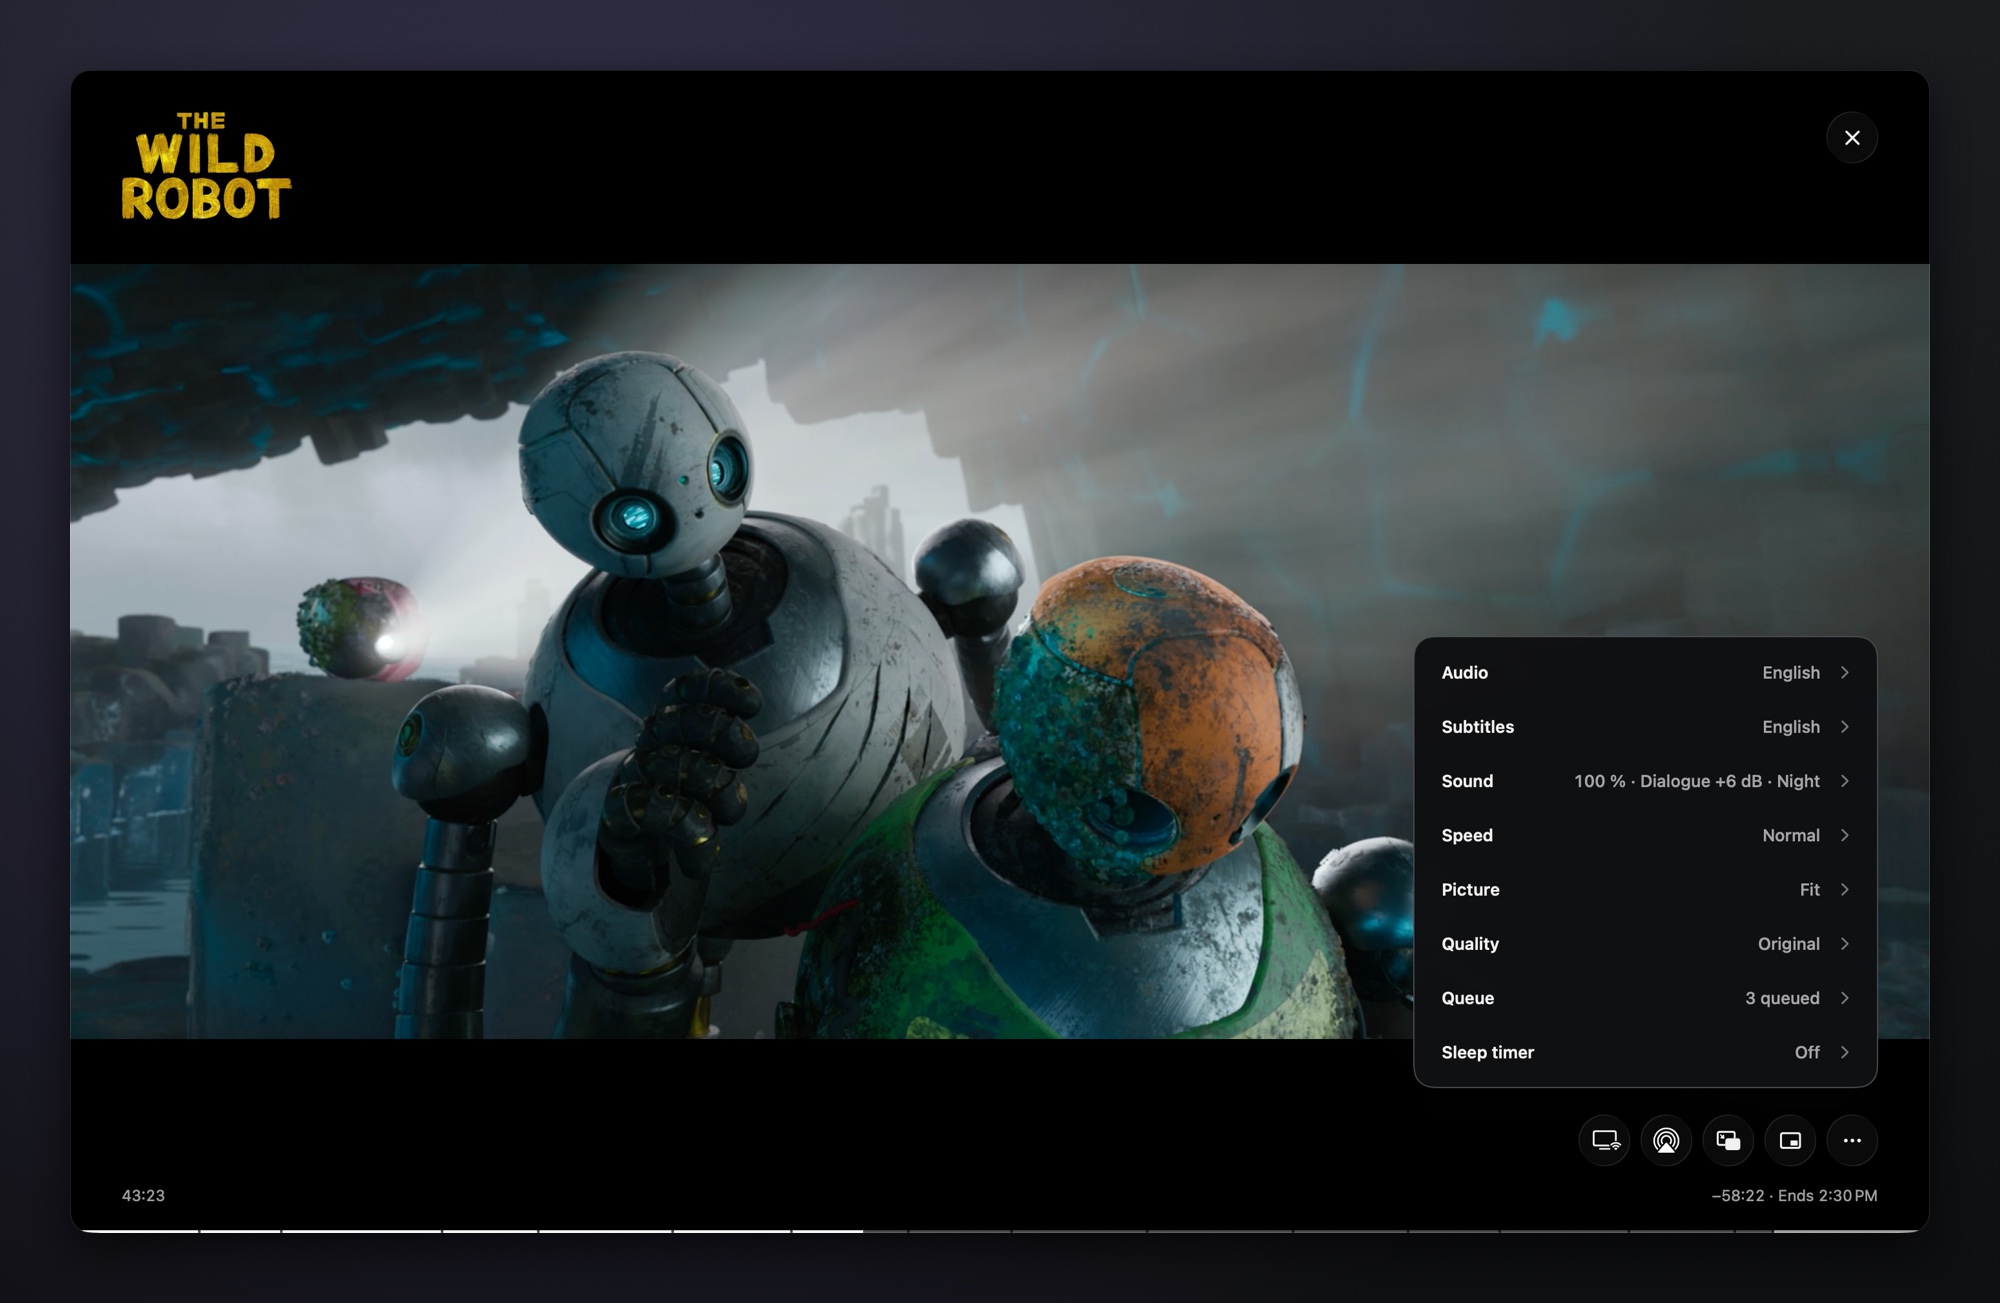 THE
WILD
ROBOT
Audio English
Subtitles English
Sound 100 % · Dialogue +6 dB · Night
Speed Normal
Picture Fit
Quality Original
Queue 3 queued
Sleep timer Off
43:23
−58:22 · Ends 2:30 PM